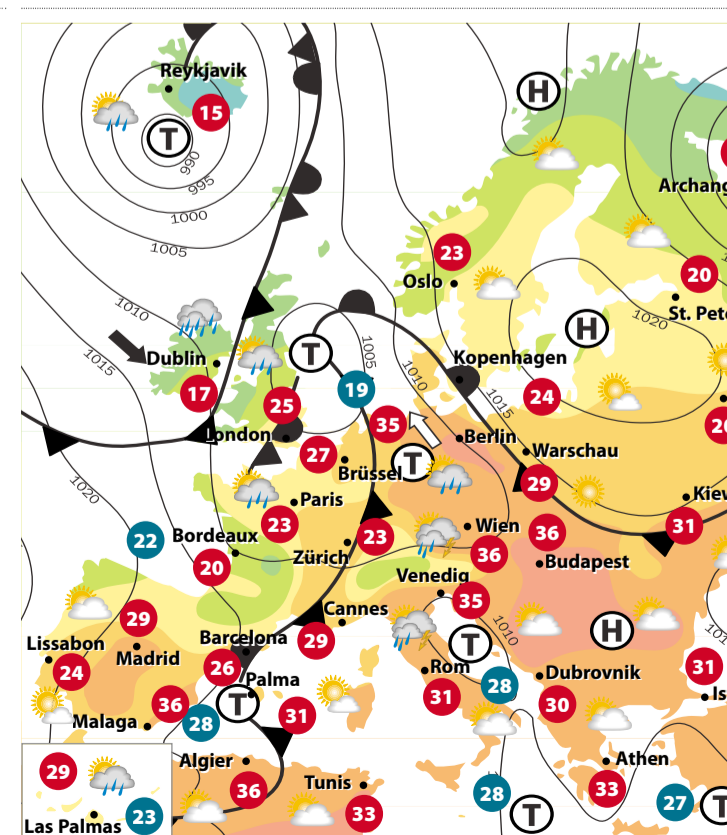 Reykjavik
H
15
T
990
995
1000
1005
Archang
23
20
Oslo
St. Pet
1010
1020
H
1015
Dublin
T
1005
1010
Kopenhagen
17
25
19
24
1015
35
London
Berlin
Warschau
27
T
Brüssel
29
1020
Paris
Kiew
23
22
Bordeaux
23
Wien
36
31
20
Zürich
36
Budapest
Venedig
35
29
Cannes
1010
H
Lissabon
Madrid
Barcelona
29
T
24
26
Rom
Dubrovnik
31
Palma
31
28
30
Is
36
T
Malaga
28
31
Algier
Athen
29
36
Tunis
33
28
27
T
Las Palmas
23
33
T